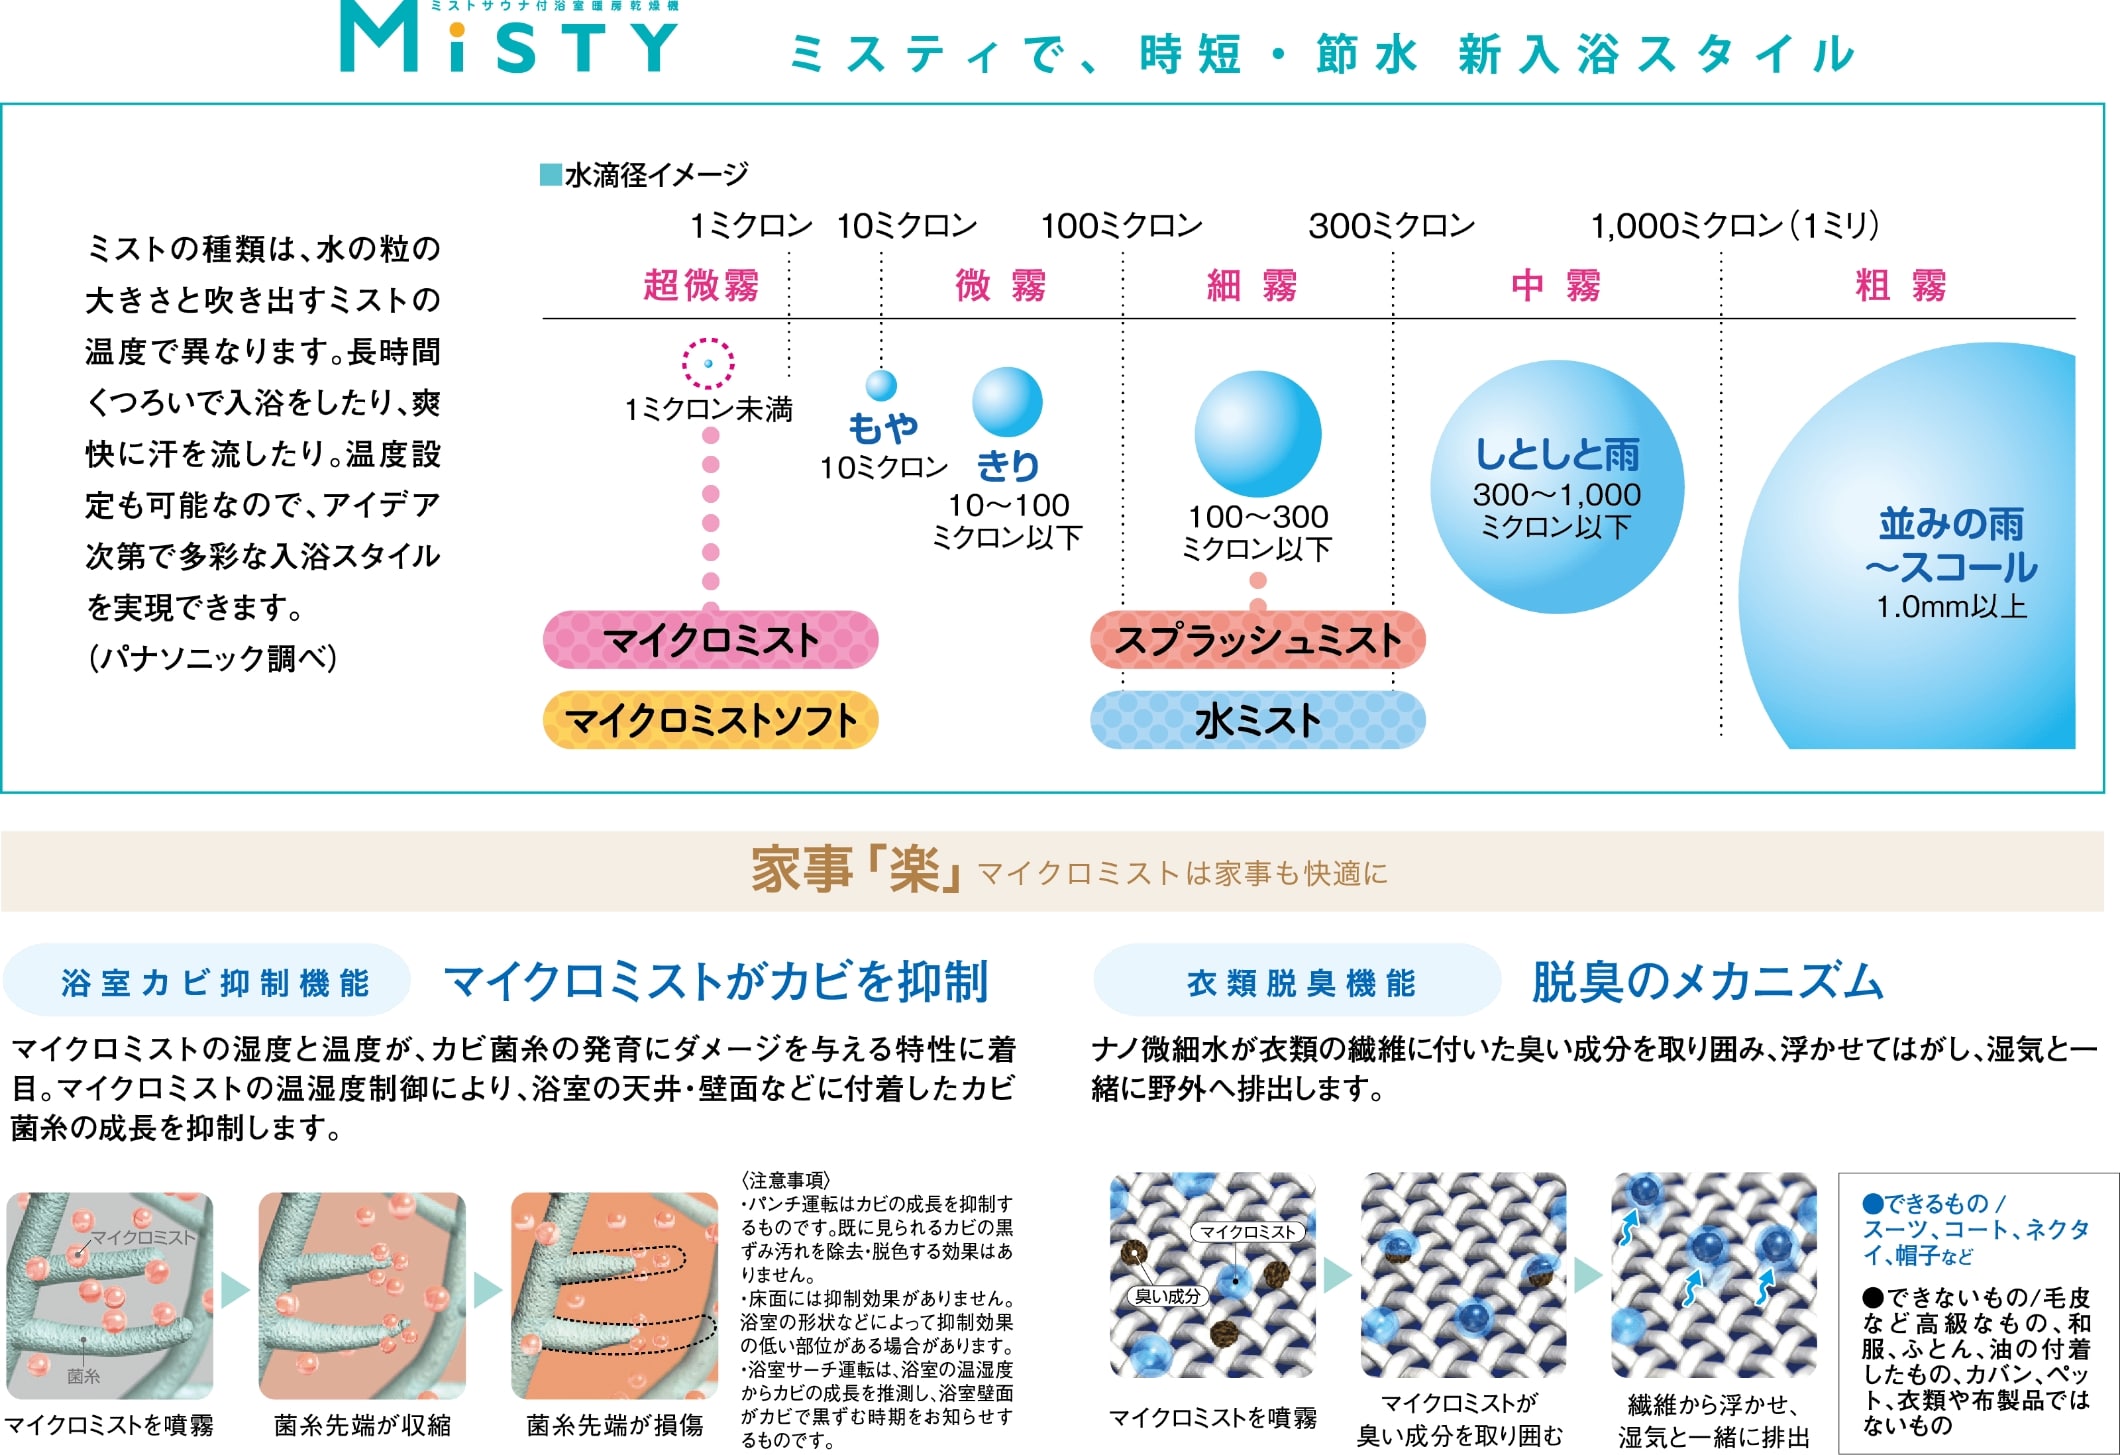 ミストサウナ付浴室暖房乾燥機
MiSTY
ミスティで、時短・節水 新入浴スタイル
ミストの種類は、水の粒の
大きさと吹き出すミストの
温度で異なります。長時間
くつろいで入浴をしたり、爽
快に汗を流したり。温度設
定も可能なので、アイデア
次第で多彩な入浴スタイル
を実現できます。
(パナソニック調べ)
■水滴径イメージ
1ミクロン 10ミクロン 100ミクロン 300ミクロン 1,000ミクロン(1ミリ)
超微霧 微霧 細霧 中霧 粗霧
1ミクロン未満
もや
10ミクロン
きり
10〜100
ミクロン以下
100〜300
ミクロン以下
しとしと雨
300〜1,000
ミクロン以下
並みの雨
〜スコール
1.0mm以上
マイクロミスト
スプラッシュミスト
マイクロミストソフト
水ミスト
家事「楽」 マイクロミストは家事も快適に
浴室カビ抑制機能 マイクロミストがカビを抑制
マイクロミストの湿度と温度が、カビ菌糸の発育にダメージを与える特性に着
目。マイクロミストの温湿度制御により、浴室の天井・壁面などに付着したカビ
菌糸の成長を抑制します。
マイクロミスト
菌糸
マイクロミストを噴霧
菌糸先端が収縮
菌糸先端が損傷
〈注意事項〉
・パンチ運転はカビの成長を抑制す
るものです。既に見られるカビの黒
ずみ汚れを除去・脱色する効果はあ
りません。
・床面には抑制効果がありません。
浴室の形状などによって抑制効果
の低い部位がある場合があります。
・浴室サーチ運転は、浴室の温湿度
からカビの成長を推測し、浴室壁面
がカビで黒ずむ時期をお知らせす
るものです。
衣類脱臭機能 脱臭のメカニズム
ナノ微細水が衣類の繊維に付いた臭い成分を取り囲み、浮かせてはがし、湿気と一
緒に野外へ排出します。
マイクロミスト
臭い成分
マイクロミストを噴霧
マイクロミストが
臭い成分を取り囲む
繊維から浮かせ、
湿気と一緒に排出
●できるもの/
スーツ、コート、ネクタ
イ、帽子など
●できないもの/毛皮
など高級なもの、和
服、ふとん、油の付着
したもの、カバン、ペッ
ト、衣類や布製品では
ないもの